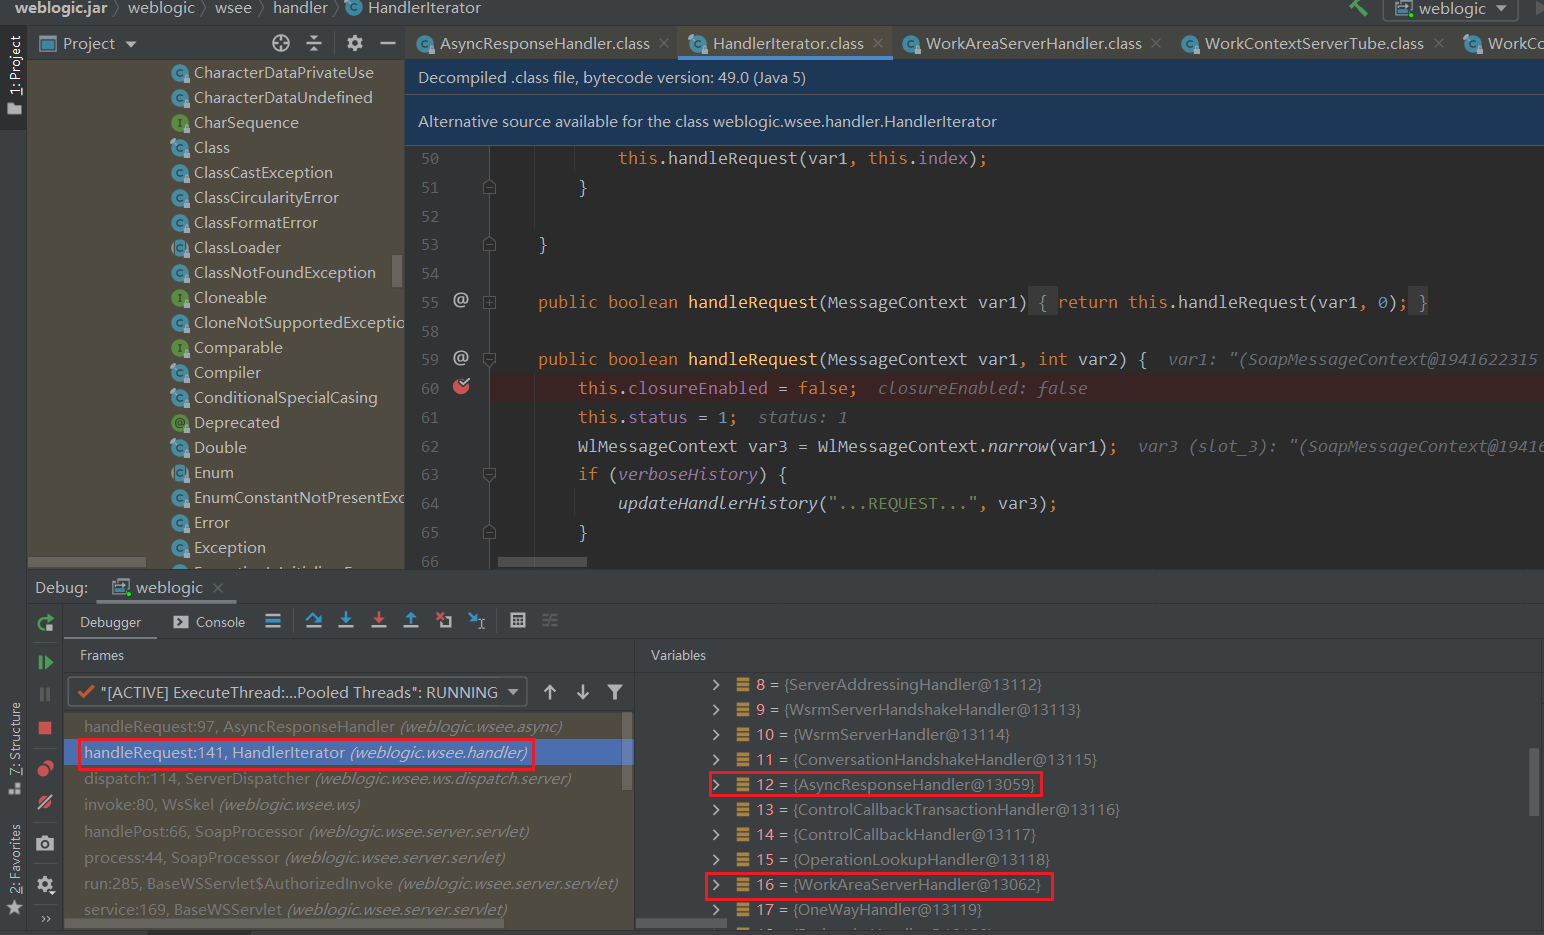 weblogic.jar weblogic wsee handler HandlerIterator weblogic
1: Project
Project
AsyncResponseHandler.class HandlerIterator.class WorkAreaServerHandler.class WorkContextServerTube.class WorkCo
CharacterDataPrivateUse
CharacterDataUndefined
CharSequence
Class
ClassCastException
ClassCircularityError
ClassFormatError
ClassLoader
ClassNotFoundException
Cloneable
CloneNotSupportedExceptio
Comparable
Compiler
ConditionalSpecialCasing
Deprecated
Double
Enum
EnumConstantNotPresentExc
Error
Exception
Decompiled .class file, bytecode version: 49.0 (Java 5)
Alternative source available for the class weblogic.wsee.handler.HandlerIterator
50 this.handleRequest(var1, this.index);
51 }
52
53 }
54
55 @ public boolean handleRequest(MessageContext var1) { return this.handleRequest(var1, 0); }
58
59 @ public boolean handleRequest(MessageContext var1, int var2) { var1: "(SoapMessageContext@1941622315
60 this.closureEnabled = false; closureEnabled: false
61 this.status = 1; status: 1
62 WlMessageContext var3 = WlMessageContext.narrow(var1); var3 (slot_3): "(SoapMessageContext@19416
63 if (verboseHistory) {
64 updateHandlerHistory("...REQUEST...", var3);
65 }
66
Debug: weblogic
Debugger Console
Frames
"[ACTIVE] ExecuteThread:...Pooled Threads": RUNNING
handleRequest:97, AsyncResponseHandler (weblogic.wsee.async)
handleRequest:141, HandlerIterator (weblogic.wsee.handler)
dispatch:114, ServerDispatcher (weblogic.wsee.ws.dispatch.server)
invoke:80, WsSkel (weblogic.wsee.ws)
handlePost:66, SoapProcessor (weblogic.wsee.server.servlet)
process:44, SoapProcessor (weblogic.wsee.server.servlet)
run:285, BaseWSServlet$AuthorizedInvoke (weblogic.wsee.server.servlet)
service:169, BaseWSServlet (weblogic.wsee.server.servlet)
Variables
8 = {ServerAddressingHandler@13112}
9 = {WsrmServerHandshakeHandler@13113}
10 = {WsrmServerHandler@13114}
11 = {ConversationHandshakeHandler@13115}
12 = {AsyncResponseHandler@13059}
13 = {ControlCallbackTransactionHandler@13116}
14 = {ControlCallbackHandler@13117}
15 = {OperationLookupHandler@13118}
16 = {WorkAreaServerHandler@13062}
17 = {OneWayHandler@13119}
7: Structure
2: Favorites